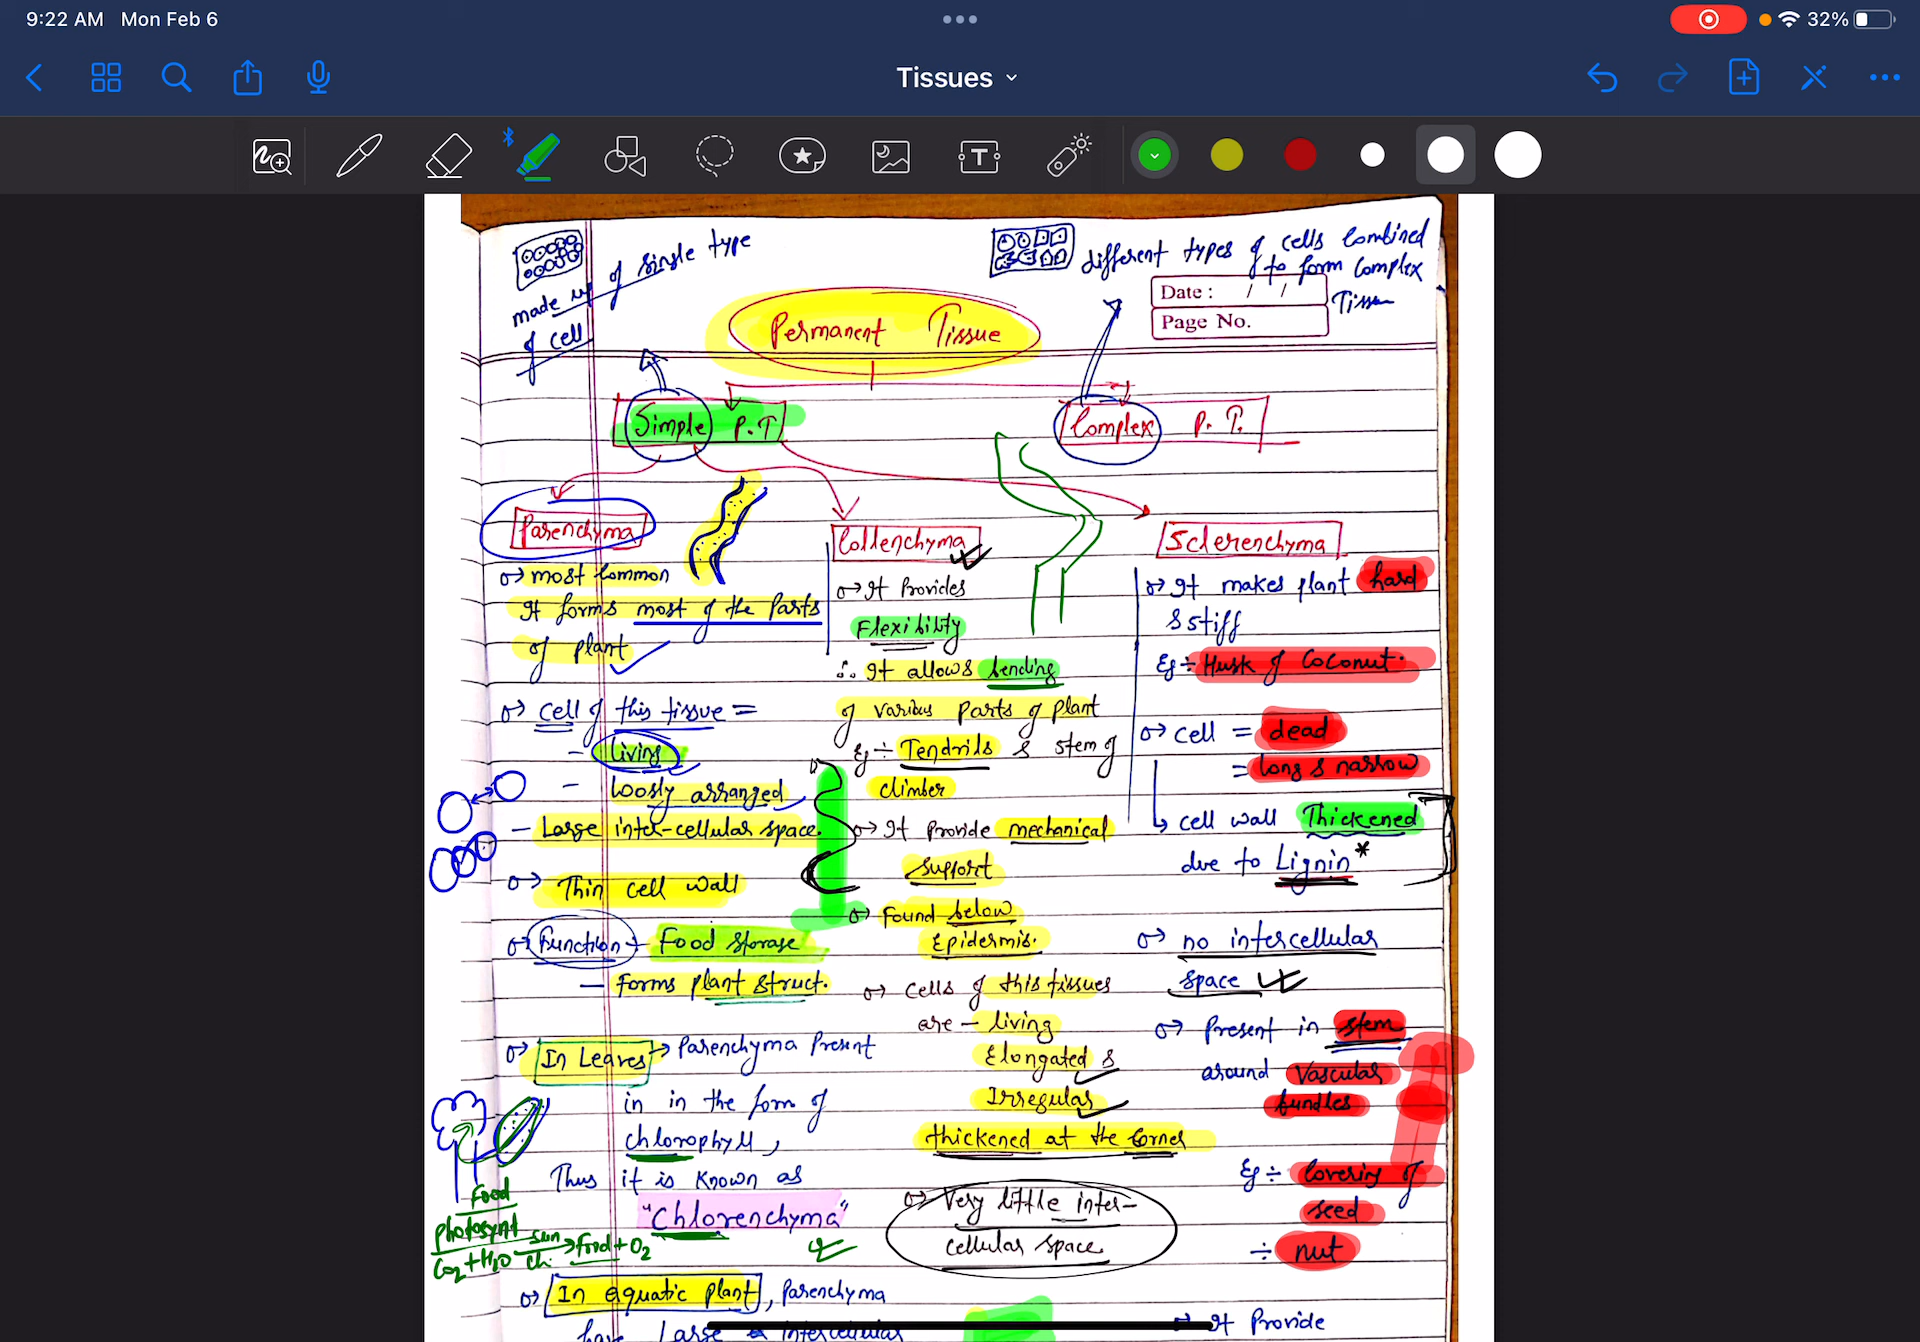 9:22 AM Mon Feb 6
32%
Tissues
made up of single type
of cell
different types of cells Combined
to form Complex
Tissue
Date : / /
Page No.
Permanent Tissue
Simple P.T
Complex P.T.
Parenchyma
→ most Common
It forms most of the Parts
of plant
→ cell of this tissue =
- living
- loosly arranged
- Large inter-cellular space.
→ Thin cell wall
→ Function - Food storage
- forms plant struct.
→ In Leaves → Parenchyma Present
in in the form of
chlorophyll,
Thus it is Known as
"Chlorenchyma"
Food
photosynt
Co2 + H2O sun ch. → food + O2
→ In aquatic plant, Parenchyma
have Large intercellular
Collenchyma
→ It Provides
Flexibility
∴ It allows bending
of various Parts of plant
Eg ÷ Tendrils & stem of
climber
→ It Provide mechanical
support
→ Found below
Epidermis.
→ Cells of this tissues
are - living
Elongated &
Irregular
thickened at the Corner
→ Very little inter-
cellular space.
Sclerenchyma
→ It makes plant hard
& stiff
Eg ÷ Husk of Coconut.
→ cell = dead
= long & narrow
↳ cell wall Thickened
due to Lignin *
→ no intercellular
space
→ Present in stem
around Vascular
bundles
Eg ÷ Covering of
seed
÷ nut
→ It Provide